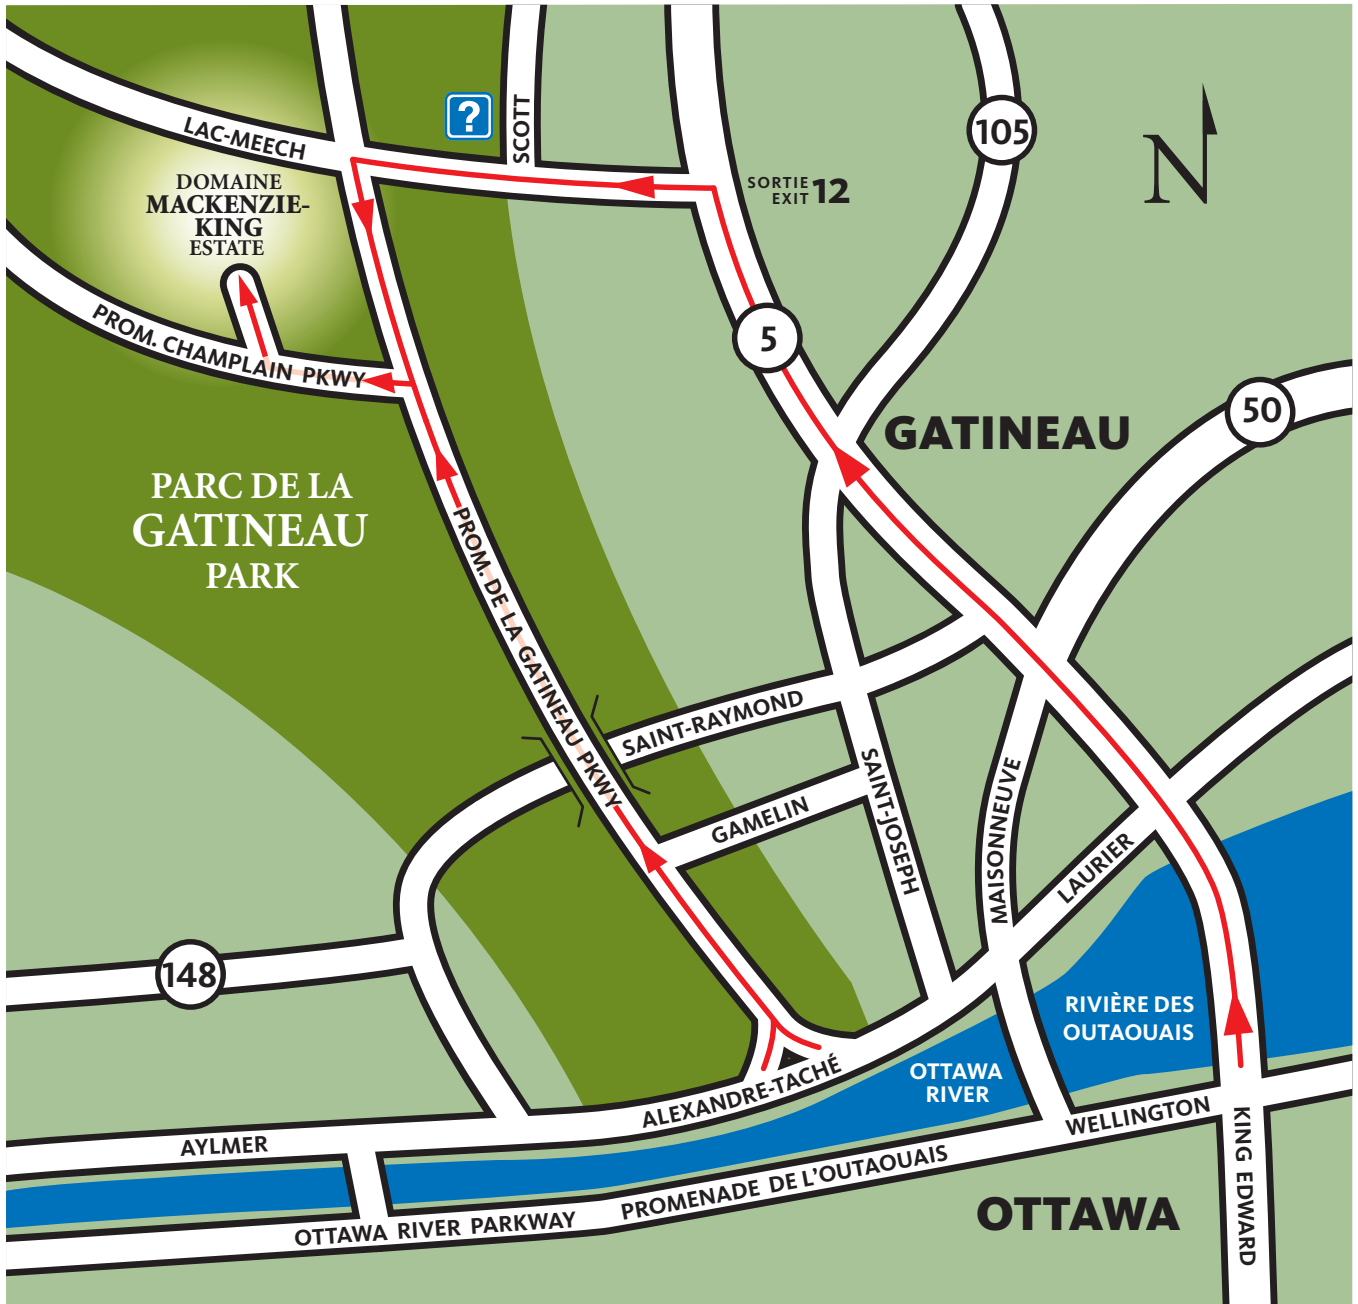 SCOTT
?
105
N
LAC-MEECH
DOMAINE
MACKENZIE-
KING
ESTATE
SORTIE
EXIT 12
5
PROM. CHAMPLAIN PKWY
50
GATINEAU
PARC DE LA
GATINEAU
PARK
PROM. DE LA GATINEAU PKWY
SAINT-RAYMOND
SAINT-JOSEPH
MAISONNEUVE
GAMELIN
LAURIER
148
RIVIÈRE DES
OUTAOUAIS
OTTAWA
RIVER
ALEXANDRE-TACHÉ
AYLMER
WELLINGTON
KING EDWARD
PROMENADE DE L'OUTAOUAIS
OTTAWA RIVER PARKWAY
OTTAWA